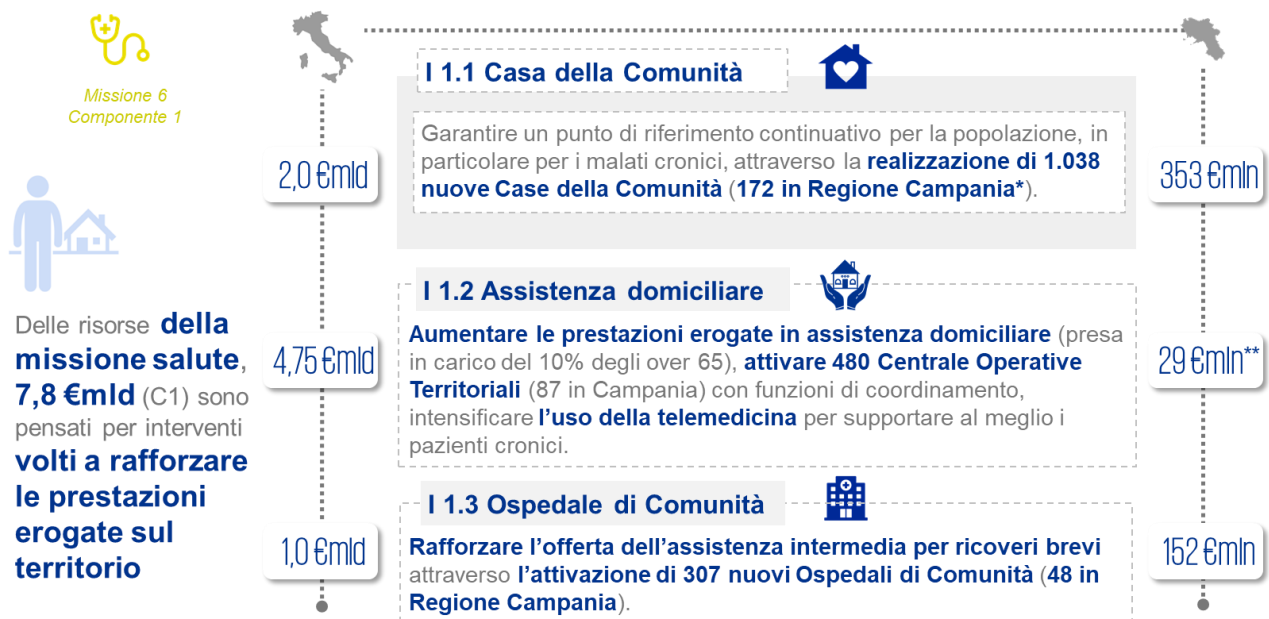 Missione 6
Componente 1
Delle risorse della
missione salute,
7,8 €mld (C1) sono
pensati per interventi
volti a rafforzare
le prestazioni
erogate sul
territorio
I 1.1 Casa della Comunità
2,0 €mld
Garantire un punto di riferimento continuativo per la popolazione, in
particolare per i malati cronici, attraverso la realizzazione di 1.038
nuove Case della Comunità (172 in Regione Campania*).
353 €mln
I 1.2 Assistenza domiciliare
4,75 €mld
Aumentare le prestazioni erogate in assistenza domiciliare (presa
in carico del 10% degli over 65), attivare 480 Centrale Operative
Territoriali (87 in Campania) con funzioni di coordinamento,
intensificare l’uso della telemedicina per supportare al meglio i
pazienti cronici.
29 €mln**
I 1.3 Ospedale di Comunità
1,0 €mld
Rafforzare l’offerta dell’assistenza intermedia per ricoveri brevi
attraverso l’attivazione di 307 nuovi Ospedali di Comunità (48 in
Regione Campania).
152 €mln